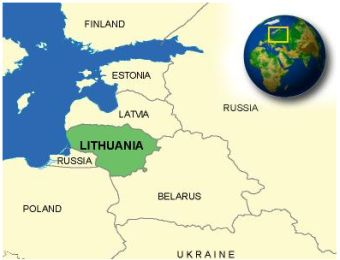 FINLAND
ESTONIA
RUSSIA
LATVIA
LITHUANIA
RUSSIA
BELARUS
POLAND
UKRAINE